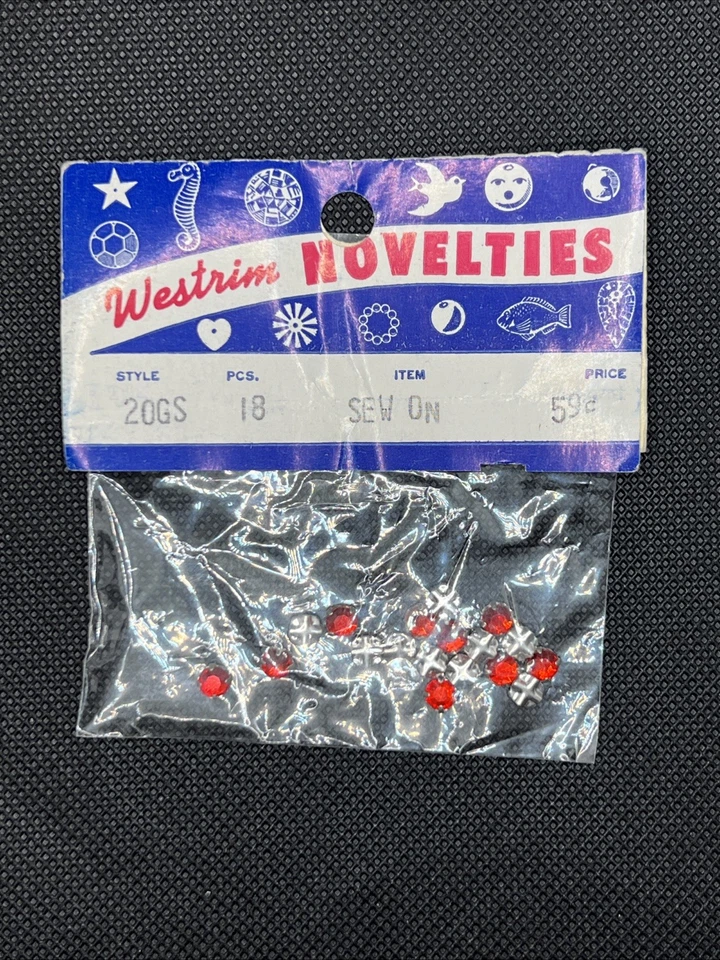 Westrim NOVELTIES
STYLE PCS. ITEM PRICE
20GS 18 SEW ON 59¢